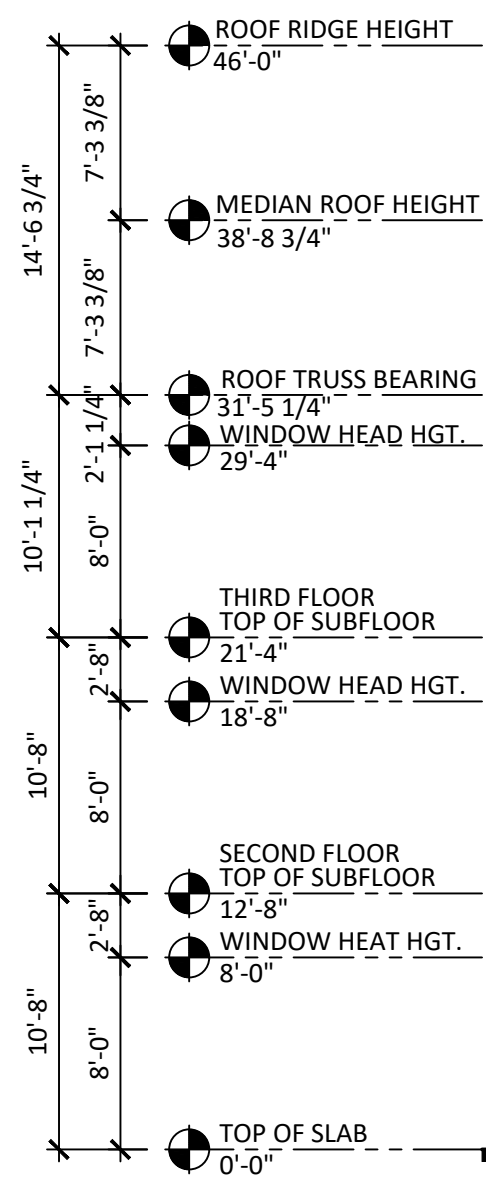 ROOF RIDGE HEIGHT
46'-0"
7'-3 3/8"
14'-6 3/4"
MEDIAN ROOF HEIGHT
38'-8 3/4"
7'-3 3/8"
ROOF TRUSS BEARING
31'-5 1/4"
2'-1 1/4"
WINDOW HEAD HGT.
29'-4"
10'-1 1/4"
8'-0"
THIRD FLOOR
TOP OF SUBFLOOR
21'-4"
2'-8"
WINDOW HEAD HGT.
18'-8"
10'-8"
8'-0"
SECOND FLOOR
TOP OF SUBFLOOR
12'-8"
2'-8"
WINDOW HEAT HGT.
8'-0"
10'-8"
8'-0"
TOP OF SLAB
0'-0"